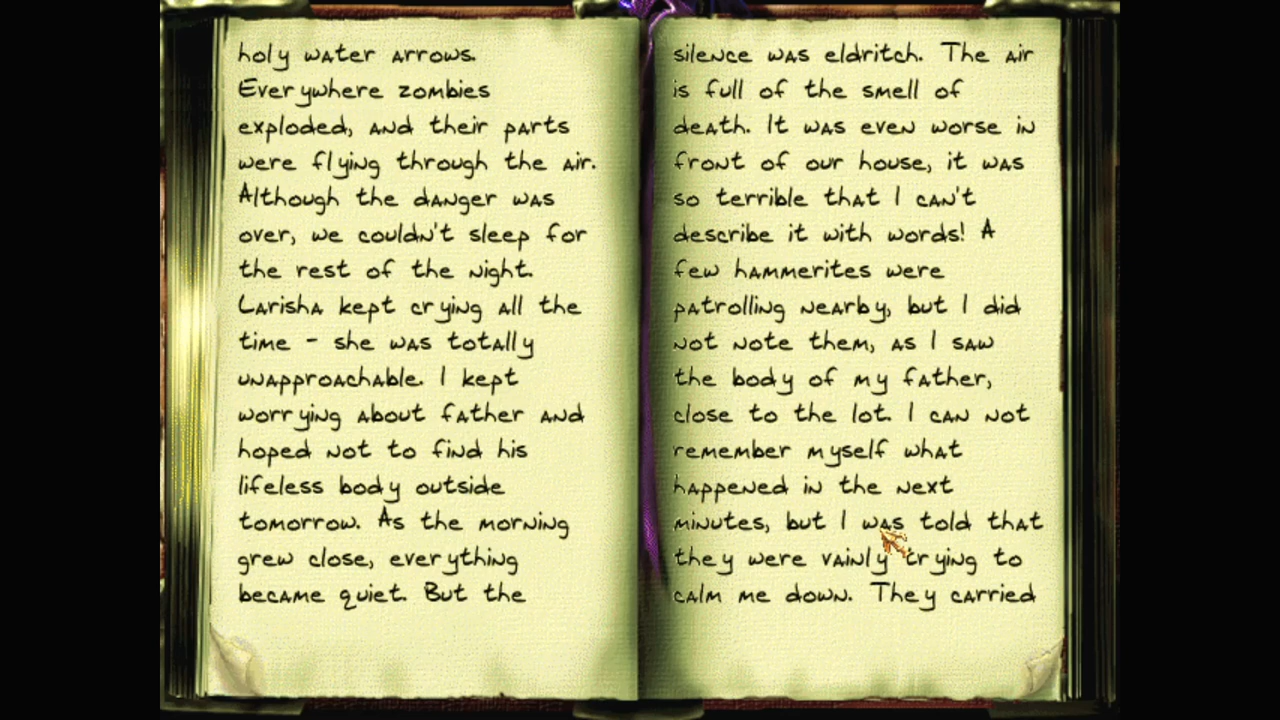 holy water arrows.
Everywhere zombies
exploded, and their parts
were flying through the air.
Although the danger was
over, we couldn't sleep for
the rest of the night.
Larisha kept crying all the
time - she was totally
unapproachable. I kept
worrying about father and
hoped not to find his
lifeless body outside
tomorrow. As the morning
grew close, everything
became quiet. But the
silence was eldritch. The air
is full of the smell of
death. It was even worse in
front of our house, it was
so terrible that I can't
describe it with words! A
few hammerites were
patrolling nearby, but I did
not note them, as I saw
the body of my father,
close to the lot. I can not
remember myself what
happened in the next
minutes, but I was told that
they were vainly trying to
calm me down. They carried